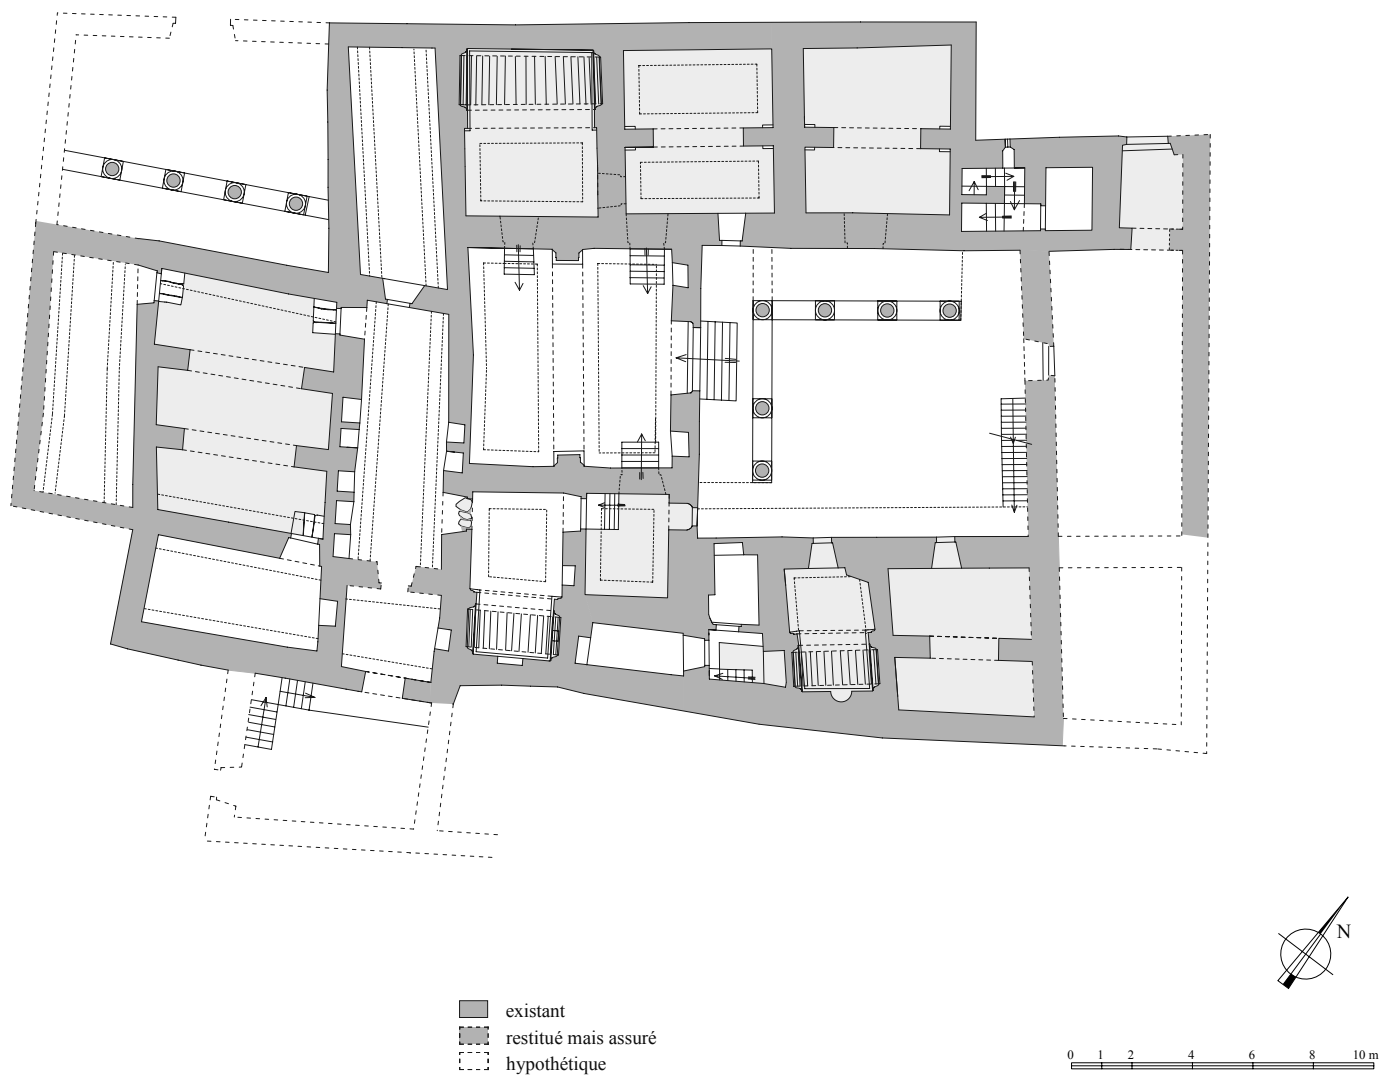 N
existant
restitué mais assuré
hypothétique
0 1 2 4 6 8 10 m